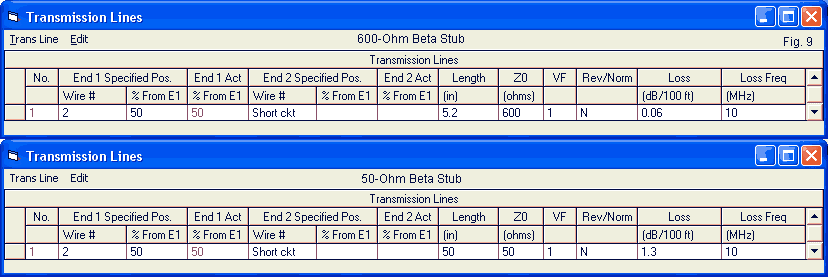 Transmission Lines
Trans Line Edit 600-Ohm Beta Stub Fig. 9
Transmission Lines
No. End 1 Specified Pos. End 1 Act End 2 Specified Pos. End 2 Act Length Z0 VF Rev/Norm Loss Loss Freq
Wire # % From E1 % From E1 Wire # % From E1 % From E1 (in) (ohms) (dB/100 ft) (MHz)
1 2 50 50 Short ckt 5.2 600 1 N 0.06 10
Transmission Lines
Trans Line Edit 50-Ohm Beta Stub
Transmission Lines
No. End 1 Specified Pos. End 1 Act End 2 Specified Pos. End 2 Act Length Z0 VF Rev/Norm Loss Loss Freq
Wire # % From E1 % From E1 Wire # % From E1 % From E1 (in) (ohms) (dB/100 ft) (MHz)
1 2 50 50 Short ckt 50 50 1 N 1.3 10